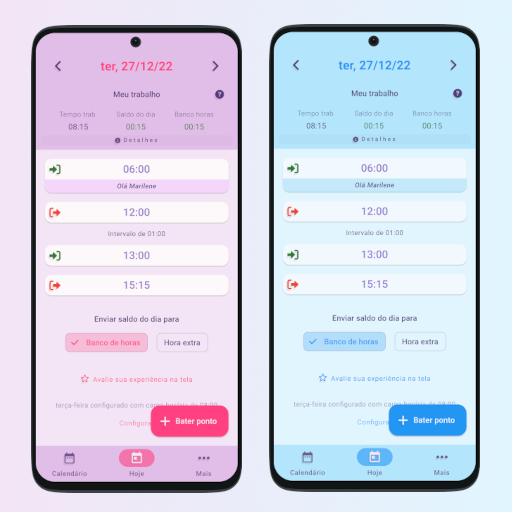 ter, 27/12/22
Meu trabalho
?
Tempo trab Saldo do dia Banco horas
08:15 00:15 00:15
Detalhes
06:00
Olá Marilene
12:00
Intervalo de 01:00
13:00
15:15
Enviar saldo do dia para
Banco de horas Hora extra
Avalie sua experiência na tela
terça-feira configurado com carga horária de 08:00
Configura
Bater ponto
Calendário Hoje Mais
ter, 27/12/22
Meu trabalho
?
Tempo trab Saldo do dia Banco horas
08:15 00:15 00:15
Detalhes
06:00
Olá Marilene
12:00
Intervalo de 01:00
13:00
15:15
Enviar saldo do dia para
Banco de horas Hora extra
Avalie sua experiência na tela
terça-feira configurado com carga horária de 08:00
Configura
Bater ponto
Calendário Hoje Mais